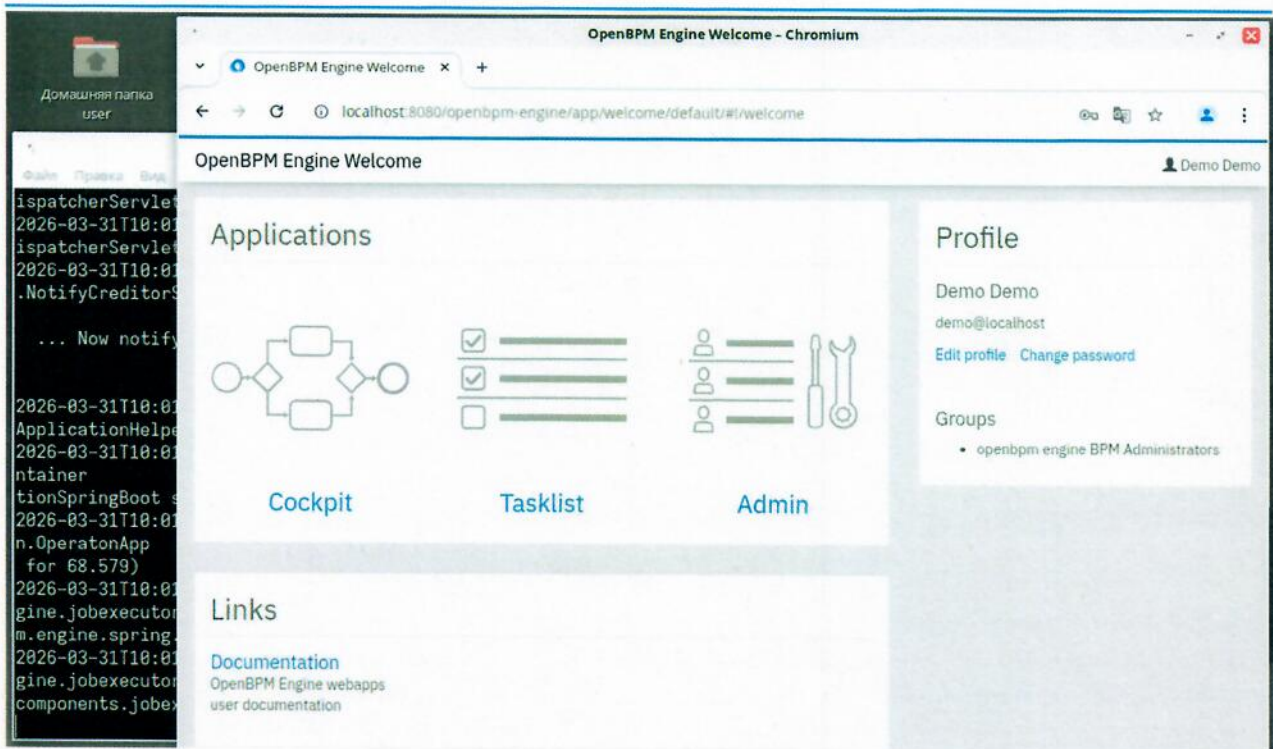 OpenBPM Engine Welcome - Chromium
OpenBPM Engine Welcome
localhost:8080/openbpm-engine/app/welcome/default/#!/welcome
Домашняя папка
user
Файл Правка Вид
OpenBPM Engine Welcome
Demo Demo
ispatcherServlet
2026-03-31T10:01
ispatcherServlet
2026-03-31T10:01
.NotifyCreditorS
... Now notify
2026-03-31T10:01
ApplicationHelpe
2026-03-31T10:01
ntainer
tionSpringBoot s
2026-03-31T10:01
n.OperatonApp
for 68.579)
2026-03-31T10:01
gine.jobexecutor
m.engine.spring.
2026-03-31T10:01
gine.jobexecutor
components.jobex
Applications
Cockpit
Tasklist
Admin
Links
Documentation
OpenBPM Engine webapps
user documentation
Profile
Demo Demo
demo@localhost
Edit profile Change password
Groups
• openbpm engine BPM Administrators